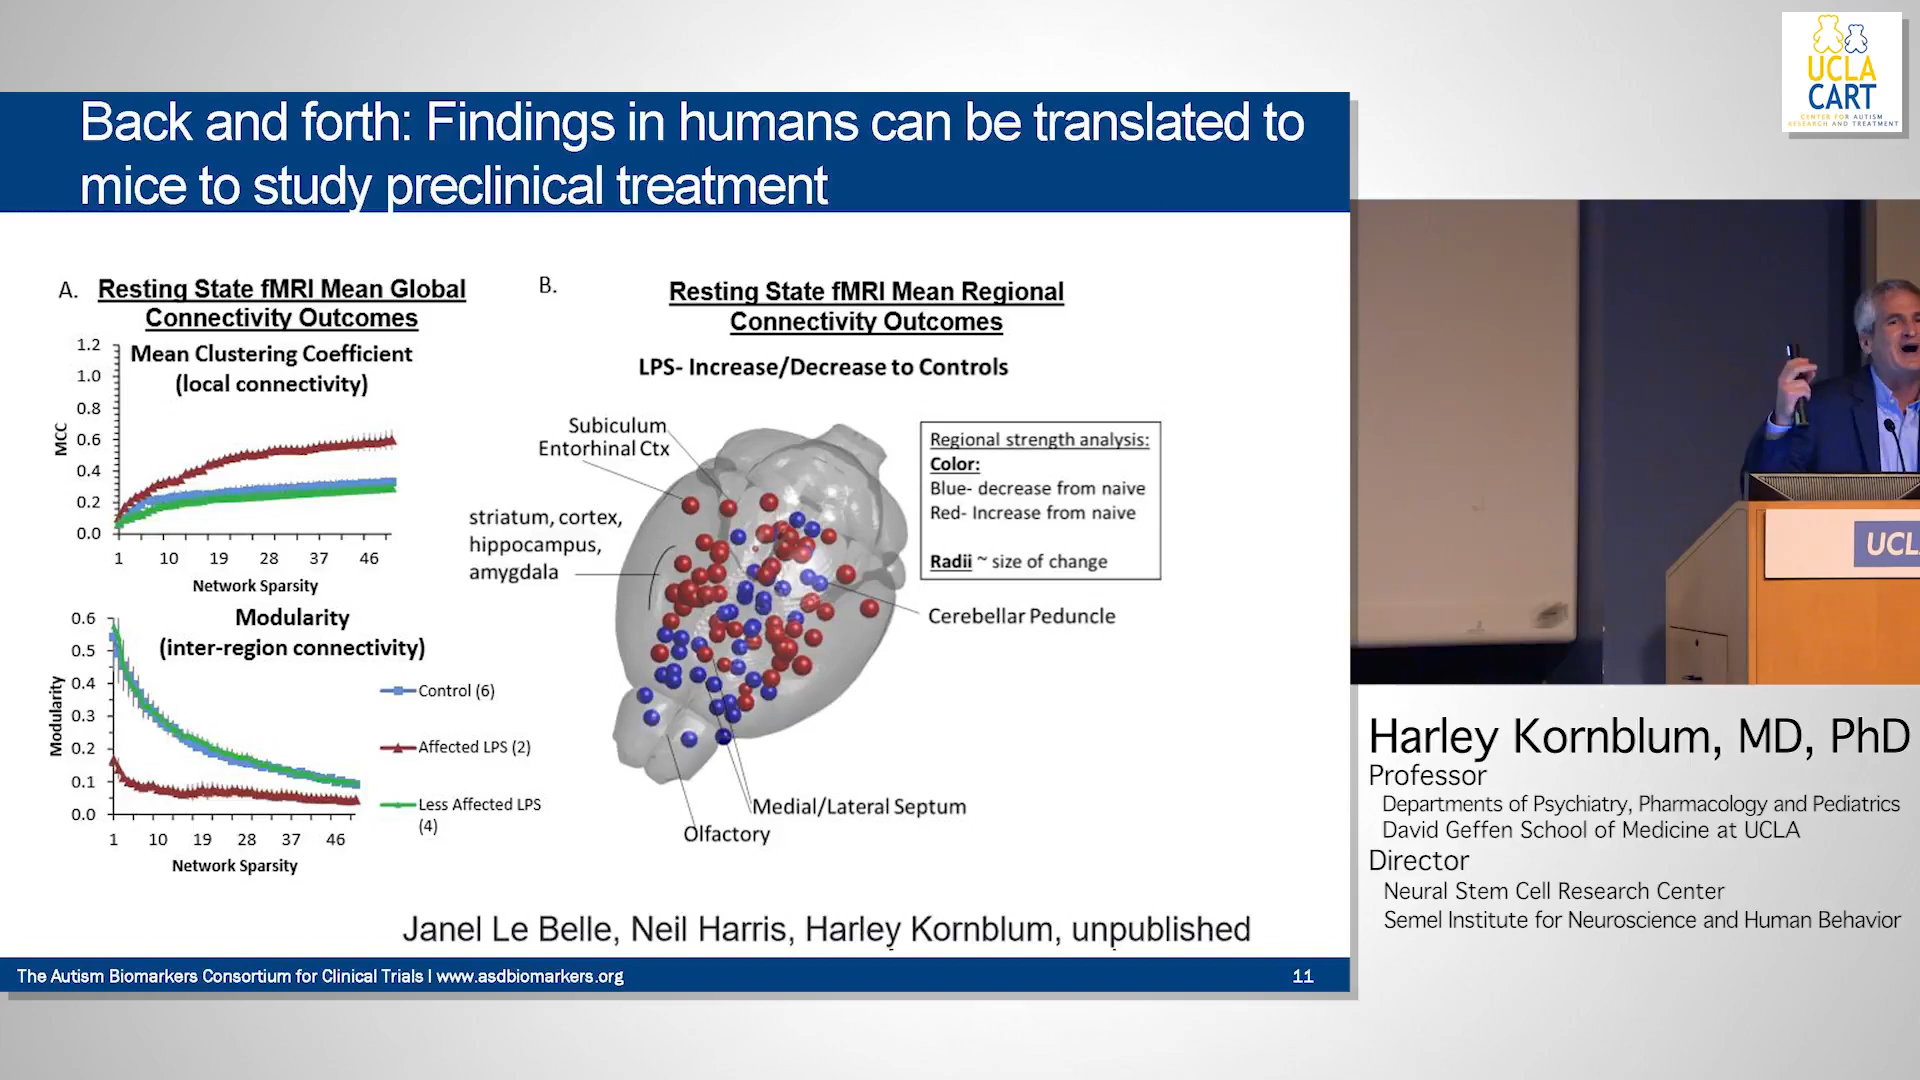 UCLA
CART
CENTER FOR AUTISM
RESEARCH AND TREATMENT
Back and forth: Findings in humans can be translated to
mice to study preclinical treatment
A. Resting State fMRI Mean Global
Connectivity Outcomes
1.2
1.0
0.8
0.6
0.4
0.2
0.0
MCC
Mean Clustering Coefficient
(local connectivity)
1 10 19 28 37 46
Network Sparsity
0.6
0.5
0.4
0.3
0.2
0.1
0.0
Modularity
Modularity
(inter-region connectivity)
Control (6)
Affected LPS (2)
Less Affected LPS
(4)
1 10 19 28 37 46
Network Sparsity
B. Resting State fMRI Mean Regional
Connectivity Outcomes
LPS- Increase/Decrease to Controls
Subiculum
Entorhinal Ctx
striatum, cortex,
hippocampus,
amygdala
Regional strength analysis:
Color:
Blue- decrease from naive
Red- Increase from naive
Radii ~ size of change
Cerebellar Peduncle
Medial/Lateral Septum
Olfactory
Janel Le Belle, Neil Harris, Harley Kornblum, unpublished
The Autism Biomarkers Consortium for Clinical Trials I www.asdbiomarkers.org
11
UCL
Harley Kornblum, MD, PhD
Professor
Departments of Psychiatry, Pharmacology and Pediatrics
David Geffen School of Medicine at UCLA
Director
Neural Stem Cell Research Center
Semel Institute for Neuroscience and Human Behavior